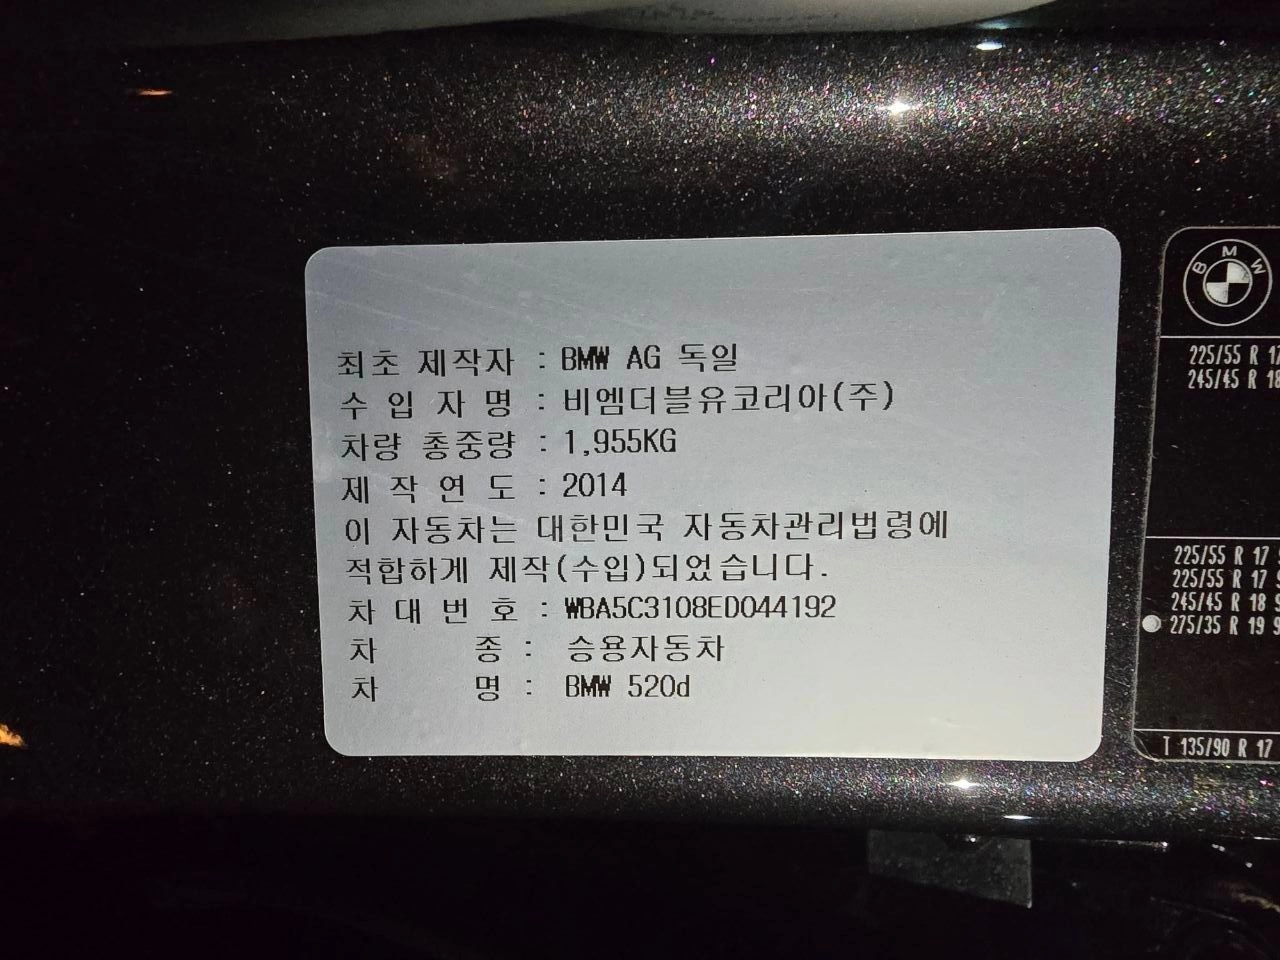 최초 제작자 : BMW AG 독일
수 입 자 명 : 비엠더블유코리아(주)
차량 총중량 : 1,955KG
제 작 연 도 : 2014
이 자동차는 대한민국 자동차관리법령에
적합하게 제작(수입)되었습니다.
차 대 번 호 : WBA5C3108ED044192
차 종 : 승용자동차
차 명 : BMW 520d
BMW
225/55 R 17
245/45 R 18
225/55 R 17
225/55 R 17
245/45 R 18
275/35 R 19
T 135/90 R 17